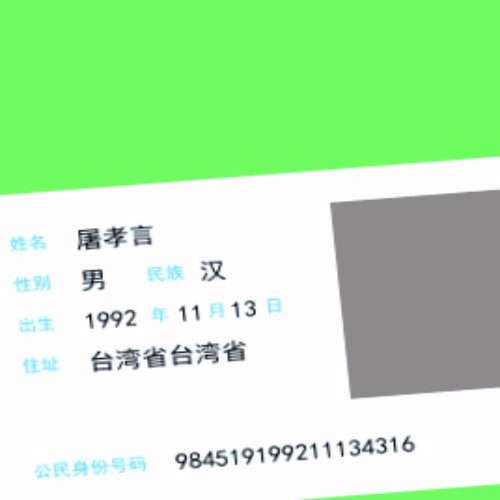 姓名 屠孝言
性别 男 民族 汉
出生 1992 年 11 月 13 日
住址 台湾省台湾省
公民身份号码 984519199211134316